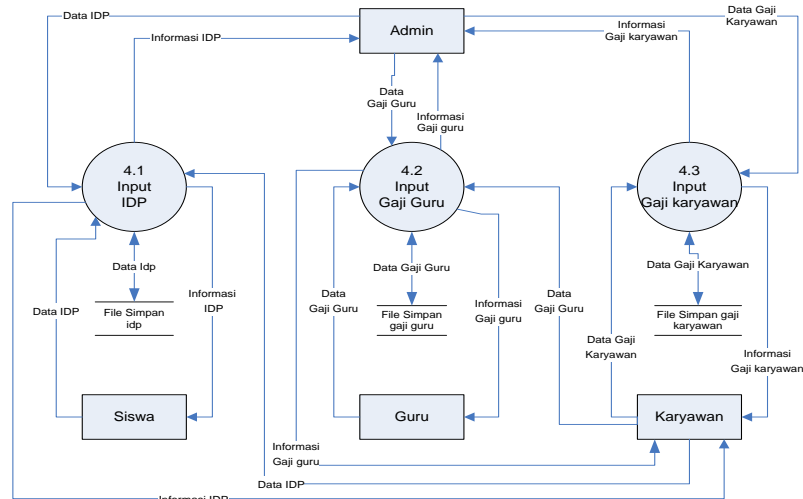 Data IDP
Admin
Data Gaji
Karyawan
Informasi IDP
Informasi
Gaji karyawan
Data
Gaji Guru
Informasi
Gaji guru
4.1
Input
IDP
4.2
Input
Gaji Guru
4.3
Input
Gaji karyawan
Data Idp
Data Gaji Guru
Data Gaji Karyawan
Data IDP
Informasi
IDP
File Simpan
idp
Data
Gaji Guru
File Simpan
gaji guru
Informasi
Gaji guru
Data
Gaji Guru
File Simpan gaji
karyawan
Data Gaji
Karyawan
Informasi
Gaji karyawan
Siswa
Guru
Karyawan
Informasi
Gaji guru
Data IDP
Informasi IDP